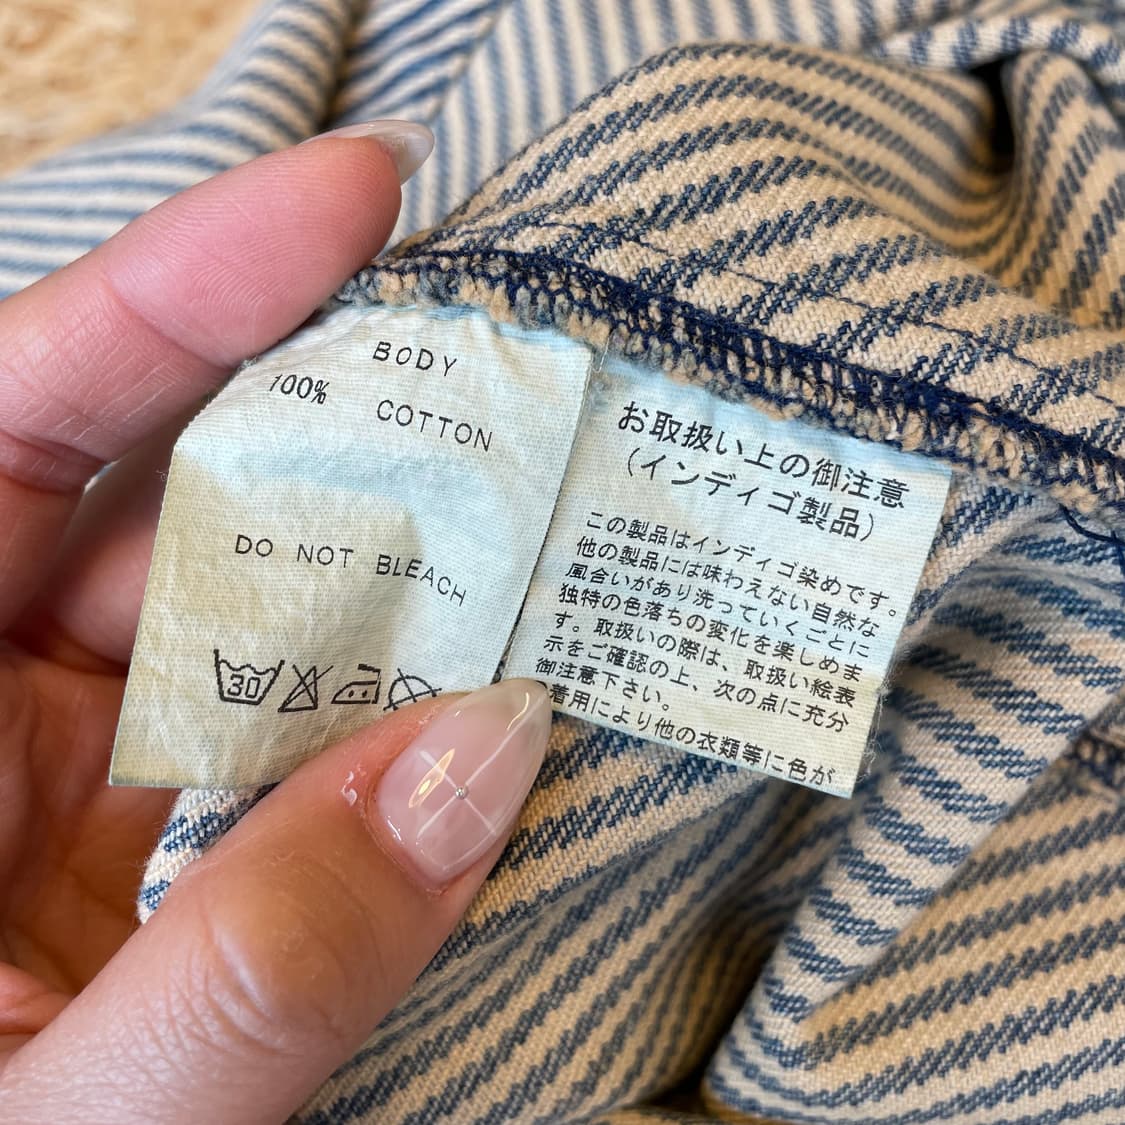 BODY
100% COTTON
DO NOT BLEACH
30
お取扱い上の御注意
（インディゴ製品）
この製品はインディゴ染めです。
他の製品には味わえない自然な
風合いがあり洗っていくごとに
独特の色落ちの変化を楽しめま
す。取扱いの際は、取扱い絵表
示をご確認の上、次の点に充分
御注意下さい。
着用により他の衣類等に色が